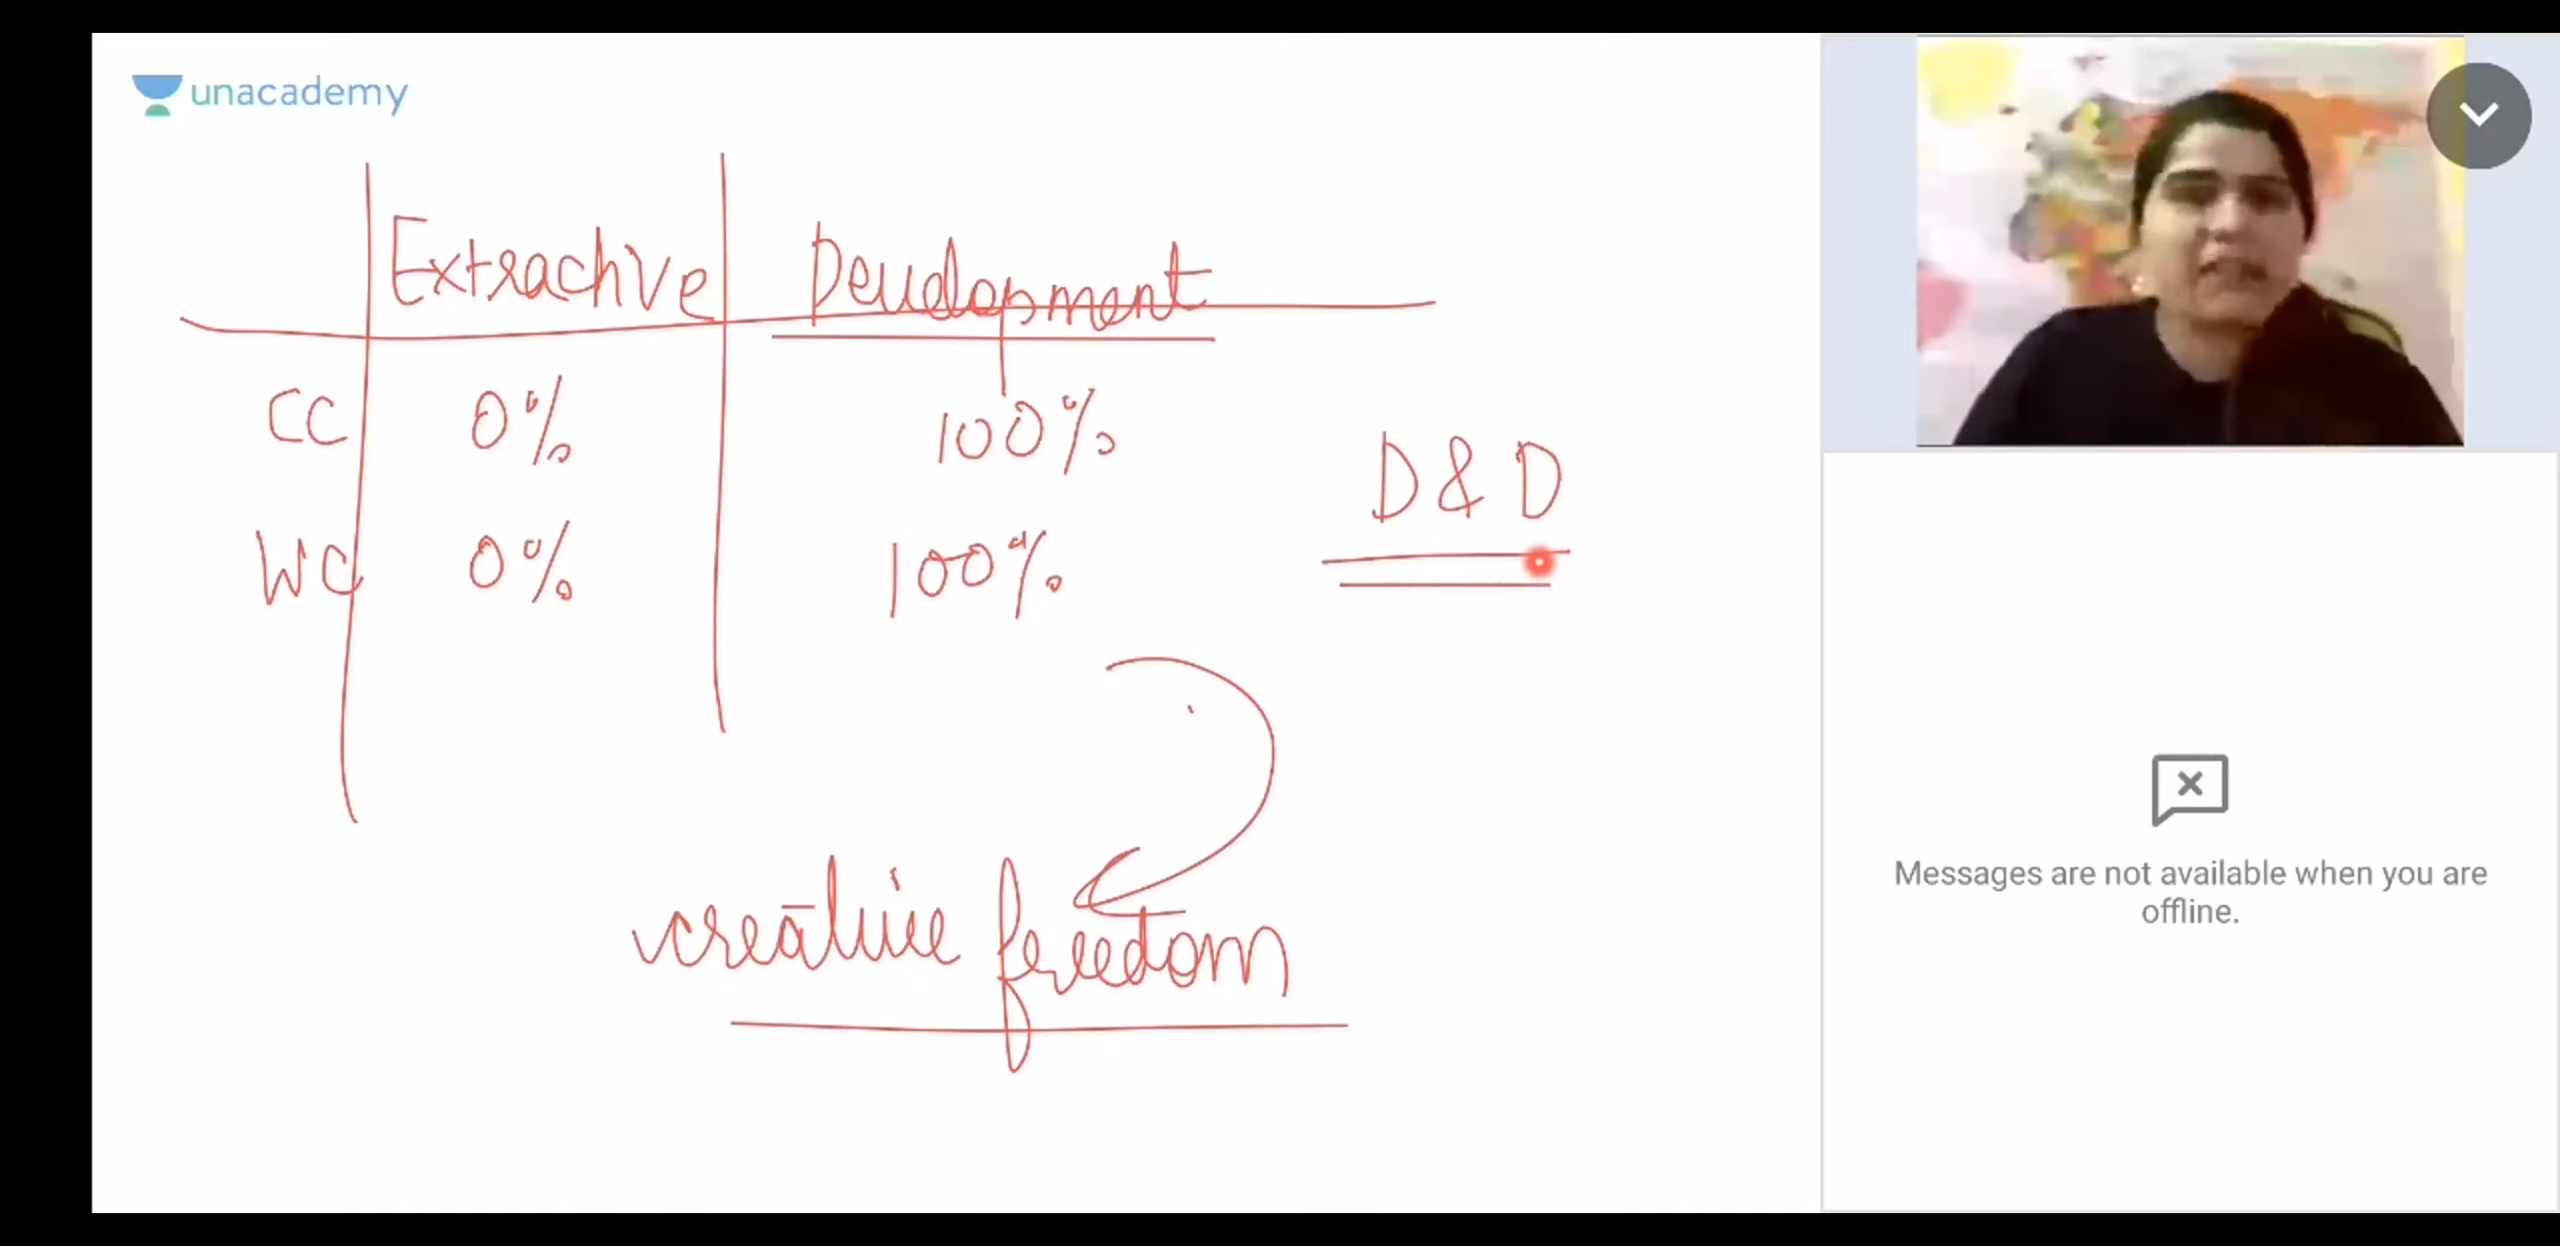 unacademy
Extractive Development
CC 0% 100%
D & D
WC 0% 100%
creative freedom
Messages are not available when you are
offline.